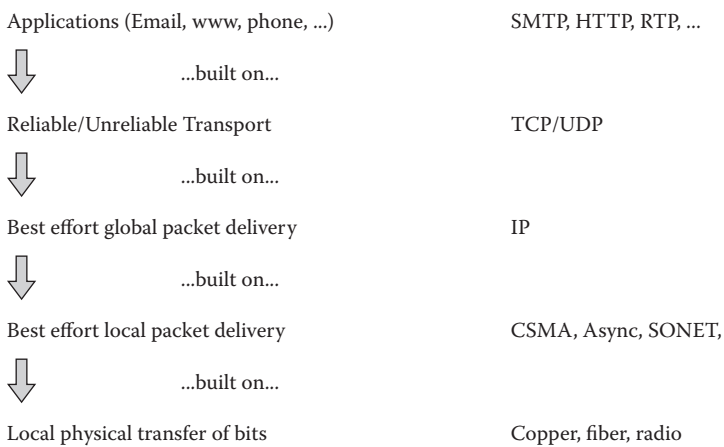 Applications (Email, www, phone, ...) SMTP, HTTP, RTP, ...
...built on...
Reliable/Unreliable Transport TCP/UDP
...built on...
Best effort global packet delivery IP
...built on...
Best effort local packet delivery CSMA, Async, SONET,
...built on...
Local physical transfer of bits Copper, fiber, radio